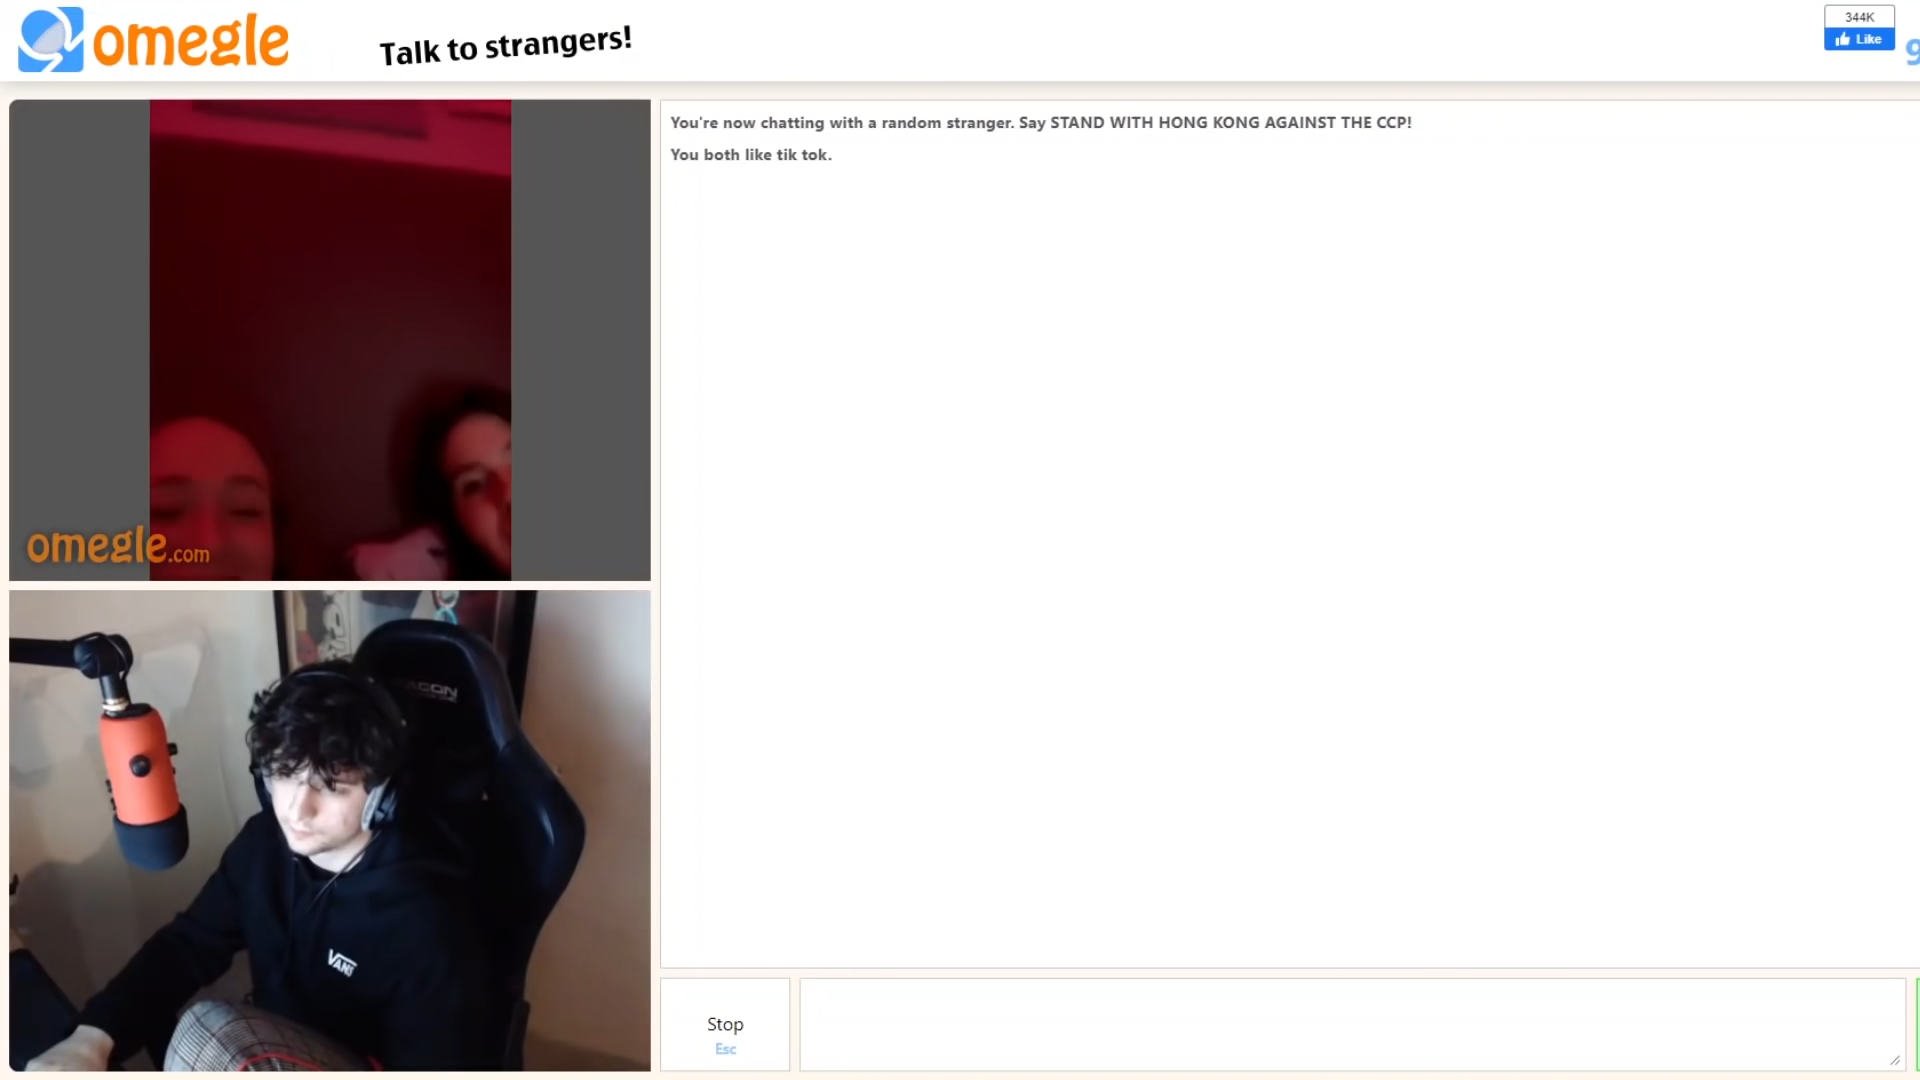 omegle
Talk to strangers!
344K
Like
You're now chatting with a random stranger. Say STAND WITH HONG KONG AGAINST THE CCP!
You both like tik tok.
omegle.com
VANS
Stop
Esc